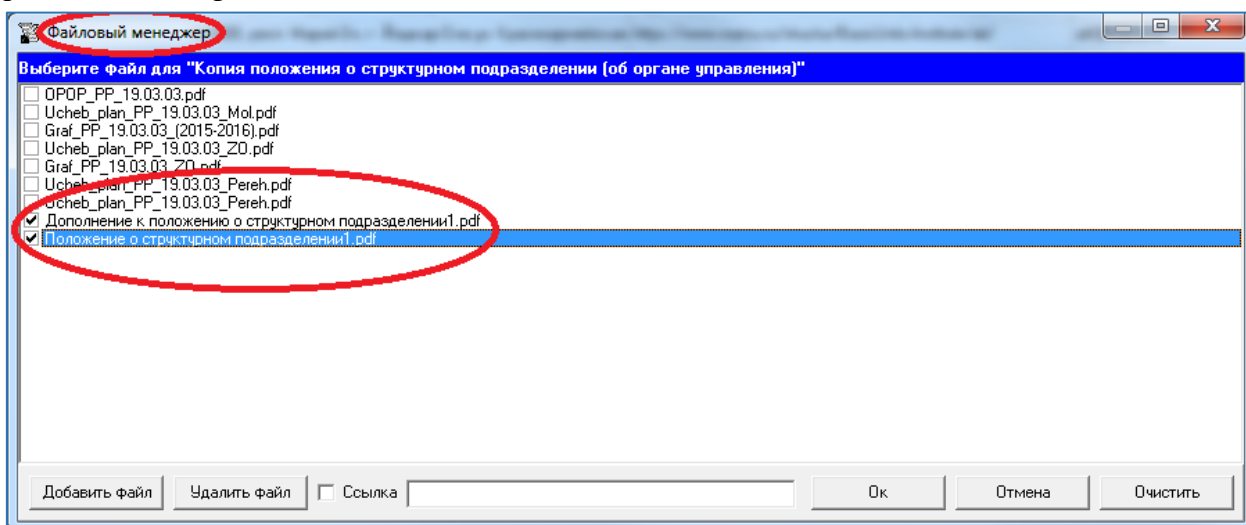 Файловый менеджер
Выберите файл для "Копия положения о структурном подразделении (об органе управления)"
OPOP_PP_19.03.03.pdf
Ucheb_plan_PP_19.03.03_Mol.pdf
Graf_PP_19.03.03_(2015-2016).pdf
Ucheb_plan_PP_19.03.03_ZO.pdf
Graf_PP_19.03.03_ZO.pdf
Ucheb_plan_PP_19.03.03_Pereh.pdf
Ucheb_plan_PP_19.03.03_Pereh.pdf
Дополнение к положению о структурном подразделении1.pdf
Положение о структурном подразделении1.pdf
Добавить файл Удалить файл Ссылка Ок Отмена Очистить